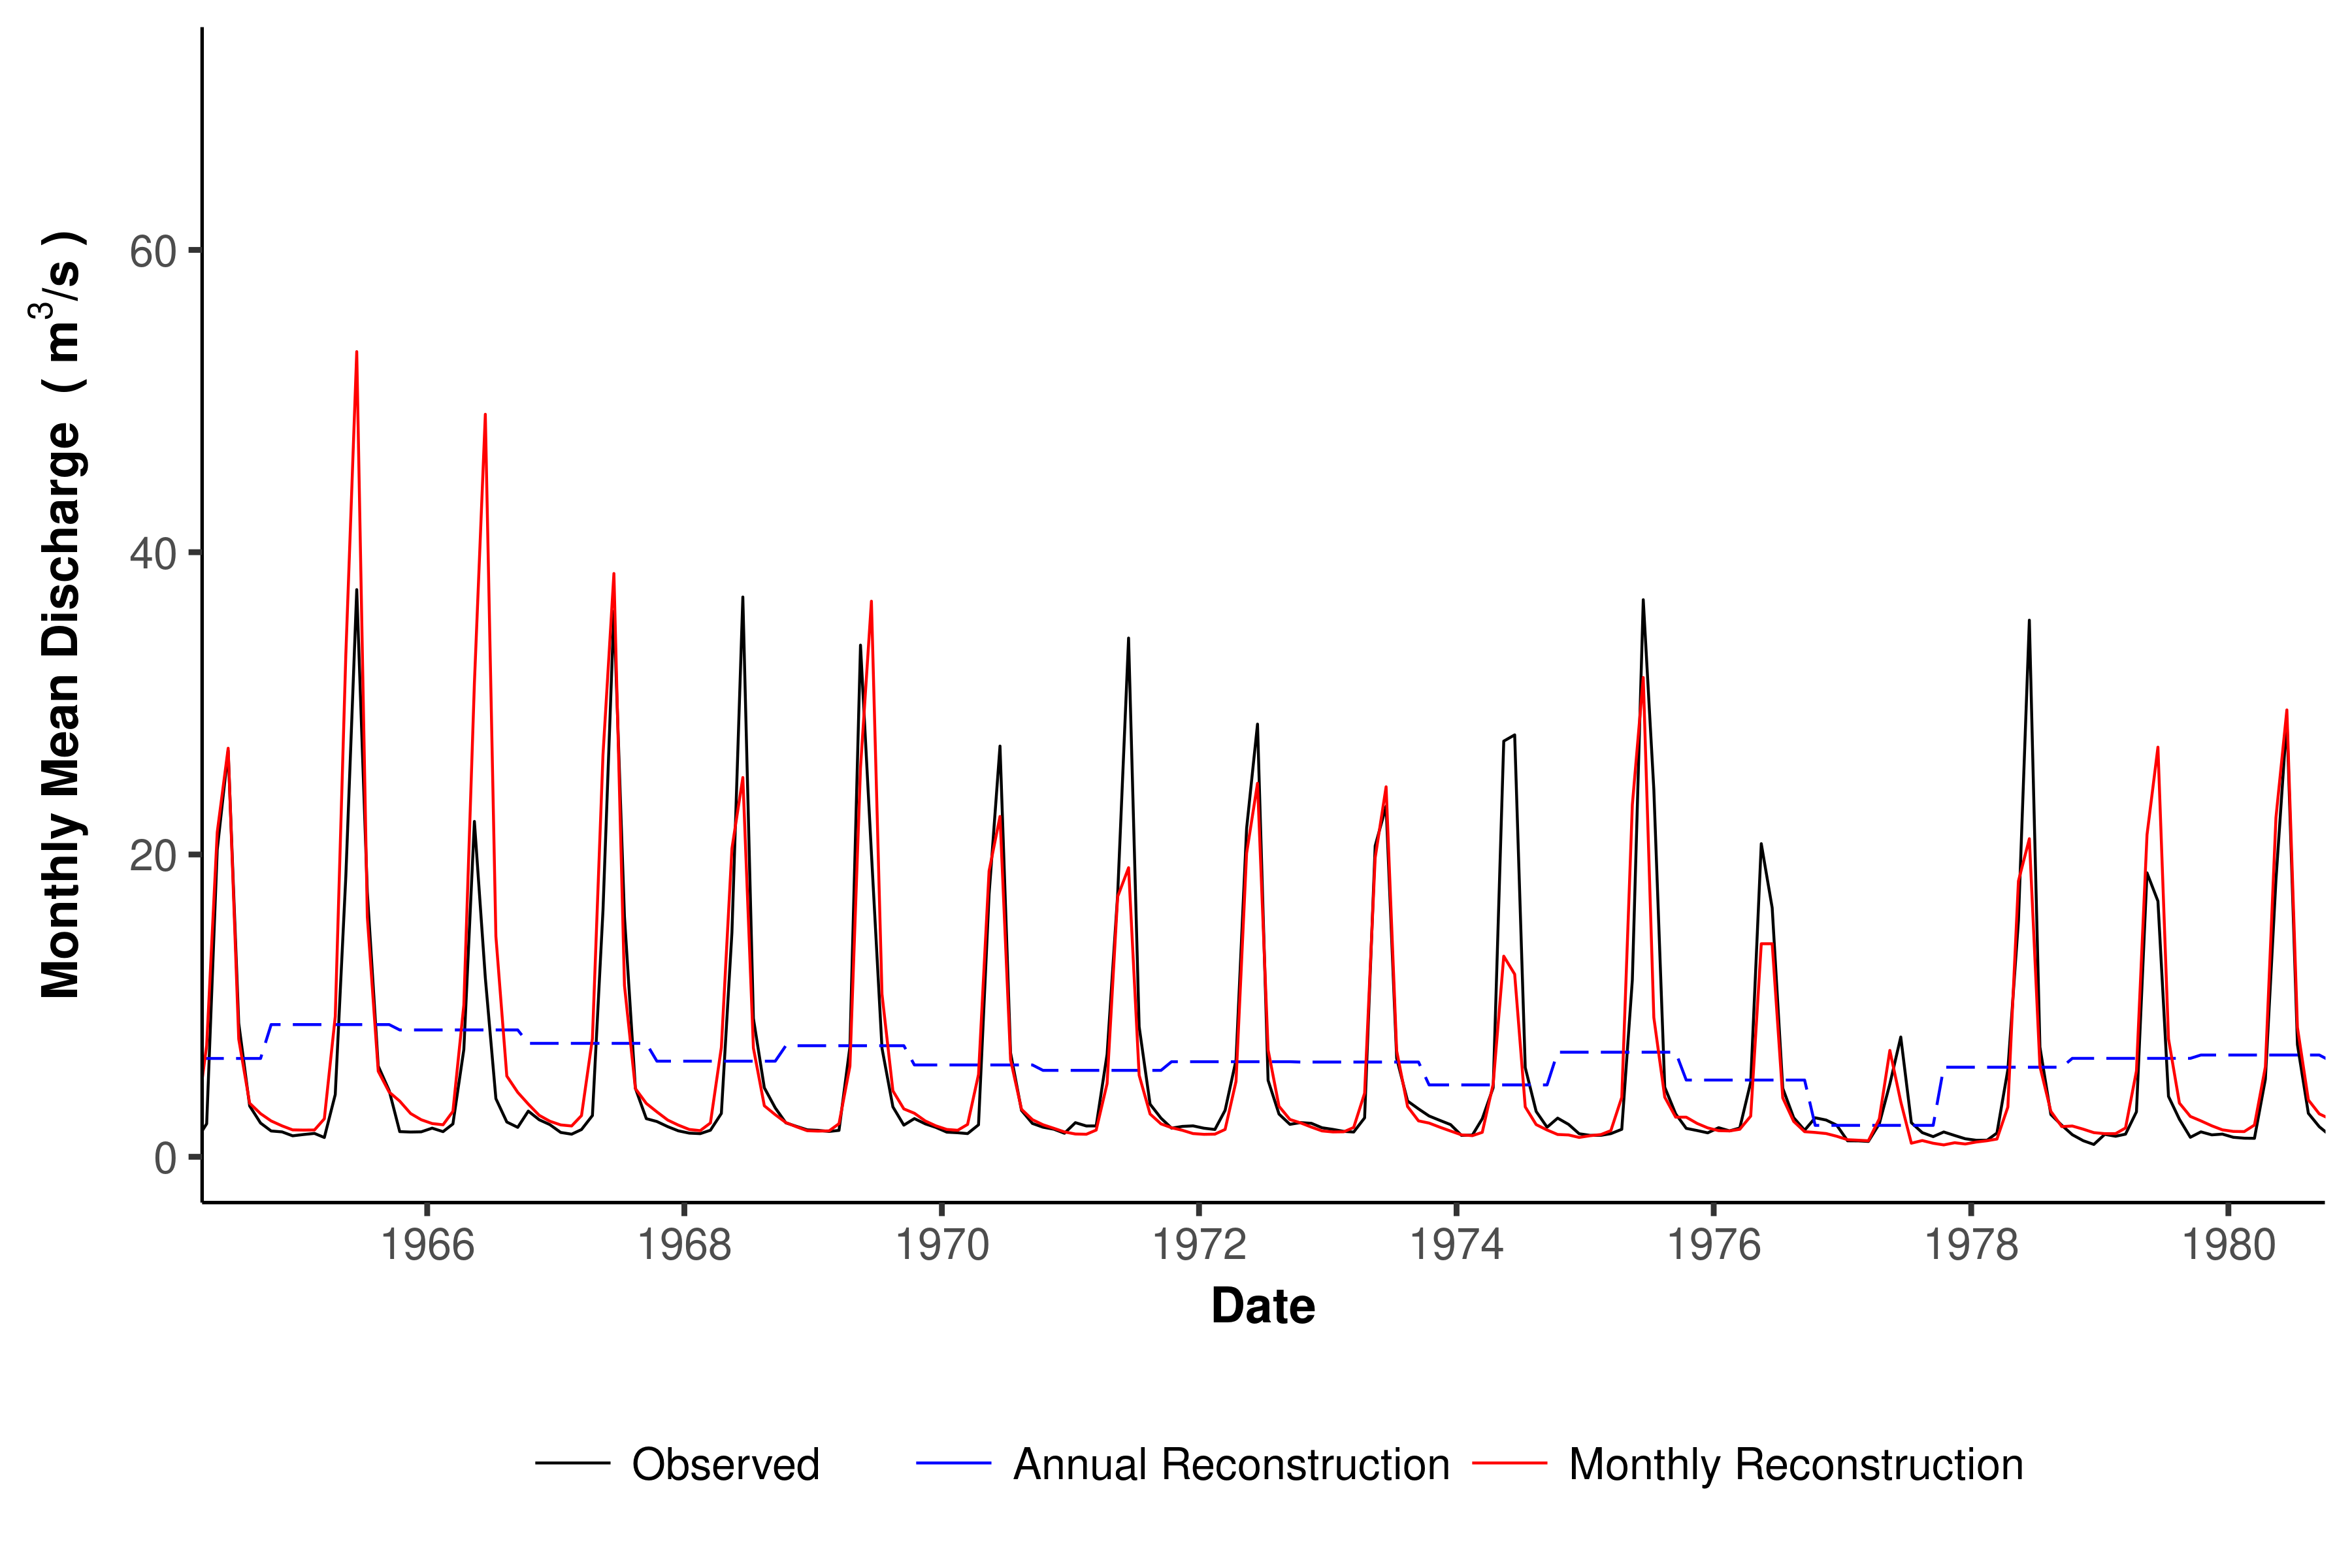 Monthly Mean Discharge ( m³/s )
60
40
20
0
1966 1968 1970 1972 1974 1976 1978 1980
Date
Observed Annual Reconstruction Monthly Reconstruction